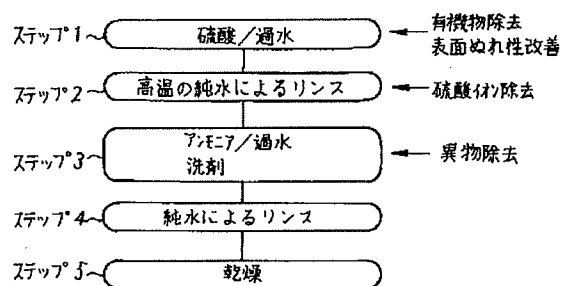 ステップ1 硫酸/過水 有機物除去
表面ぬれ性改善
ステップ2 高温の純水によるリンス 硫酸イオン除去
ステップ3 アンモニア/過水 異物除去
洗剤
ステップ4 純水によるリンス
ステップ5 乾燥